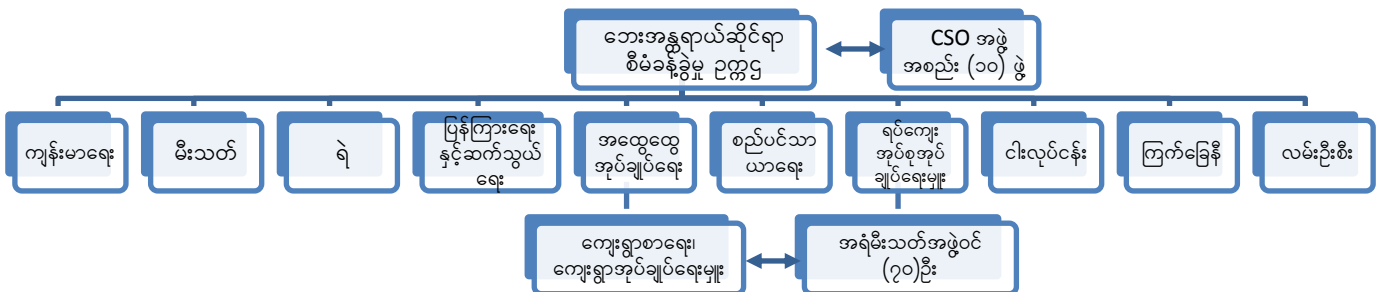 ဘေးအန္တရာယ်ဆိုင်ရာ
စီမံခန့်ခွဲမှု ဥက္ကဌ
CSO အဖွဲ့
အစည်း (၁၀) ဖွဲ့
ကျန်းမာရေး
မီးသတ်
ရဲ
ပြန်ကြားရေး
နှင့်ဆက်သွယ်
ရေး
အထွေထွေ
အုပ်ချုပ်ရေး
စည်ပင်သာ
ယာရေး
ရပ်ကျေး
အုပ်စုအုပ်
ချုပ်ရေးမှူး
ငါးလုပ်ငန်း
ကြက်ခြေနီ
လမ်းဦးစီး
ကျေးရွာစာရေး၊
ကျေးရွာအုပ်ချုပ်ရေးမှူး
အရံမီးသတ်အဖွဲ့ဝင်
(၇၀)ဦး